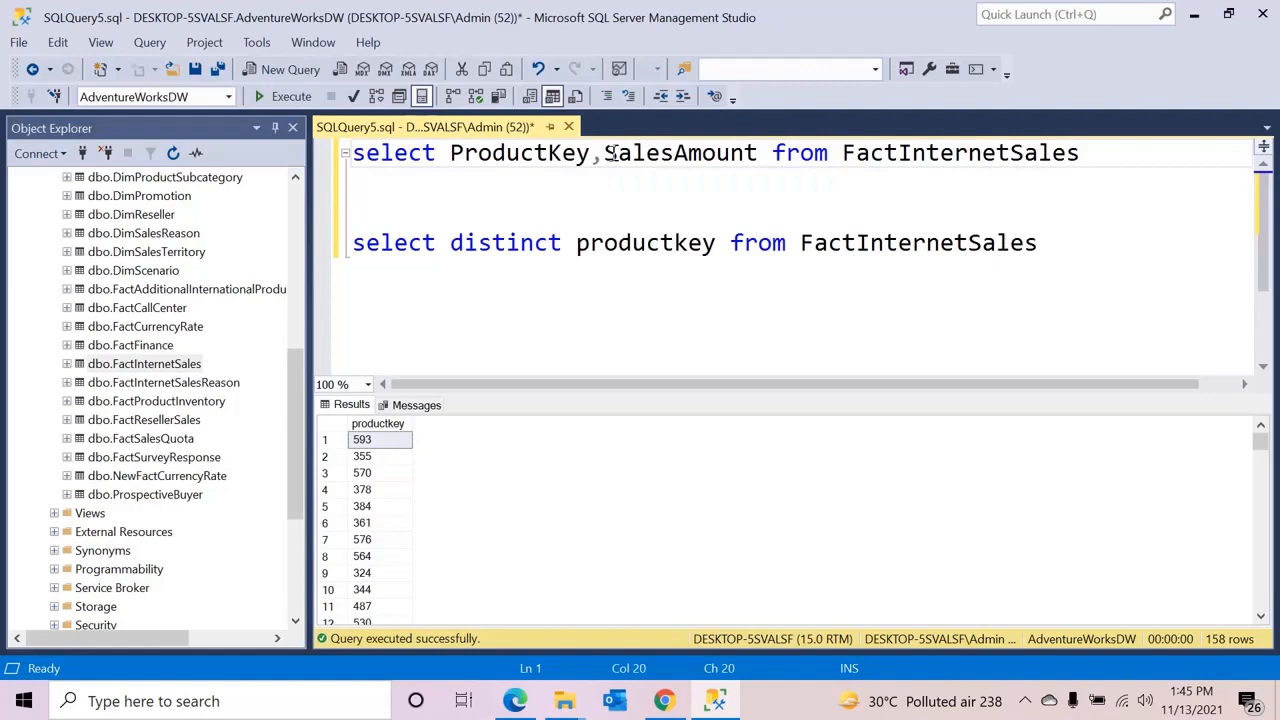 SQLQuery5.sql - DESKTOP-5SVALSF.AdventureWorksDW (DESKTOP-5SVALSF\Admin (52))* - Microsoft SQL Server Management Studio
Quick Launch (Ctrl+Q)
File Edit View Query Project Tools Window Help
New Query
MDX DMX XMLA DAX
AdventureWorksDW Execute
Object Explorer
SQLQuery5.sql - D...SVALSF\Admin (52))*
Connect
select ProductKey,SalesAmount from FactInternetSales
dbo.DimProductSubcategory
dbo.DimPromotion
dbo.DimReseller
dbo.DimSalesReason
select distinct productkey from FactInternetSales
dbo.DimSalesTerritory
dbo.DimScenario
dbo.FactAdditionalInternationalProdu
dbo.FactCallCenter
dbo.FactCurrencyRate
dbo.FactFinance
dbo.FactInternetSales
dbo.FactInternetSalesReason
dbo.FactProductInventory
dbo.FactResellerSales
dbo.FactSalesQuota
dbo.FactSurveyResponse
dbo.NewFactCurrencyRate
dbo.ProspectiveBuyer
Views
External Resources
Synonyms
Programmability
Service Broker
Storage
Security
100 %
Results Messages
productkey
1 593
2 355
3 570
4 378
5 384
6 361
7 576
8 564
9 324
10 344
11 487
12 530
Query executed successfully. DESKTOP-5SVALSF (15.0 RTM) DESKTOP-5SVALSF\Admin ... AdventureWorksDW 00:00:00 158 rows
Ready Ln 1 Col 20 Ch 20 INS
Type here to search
30°C Polluted air 238
1:45 PM
11/13/2021
26